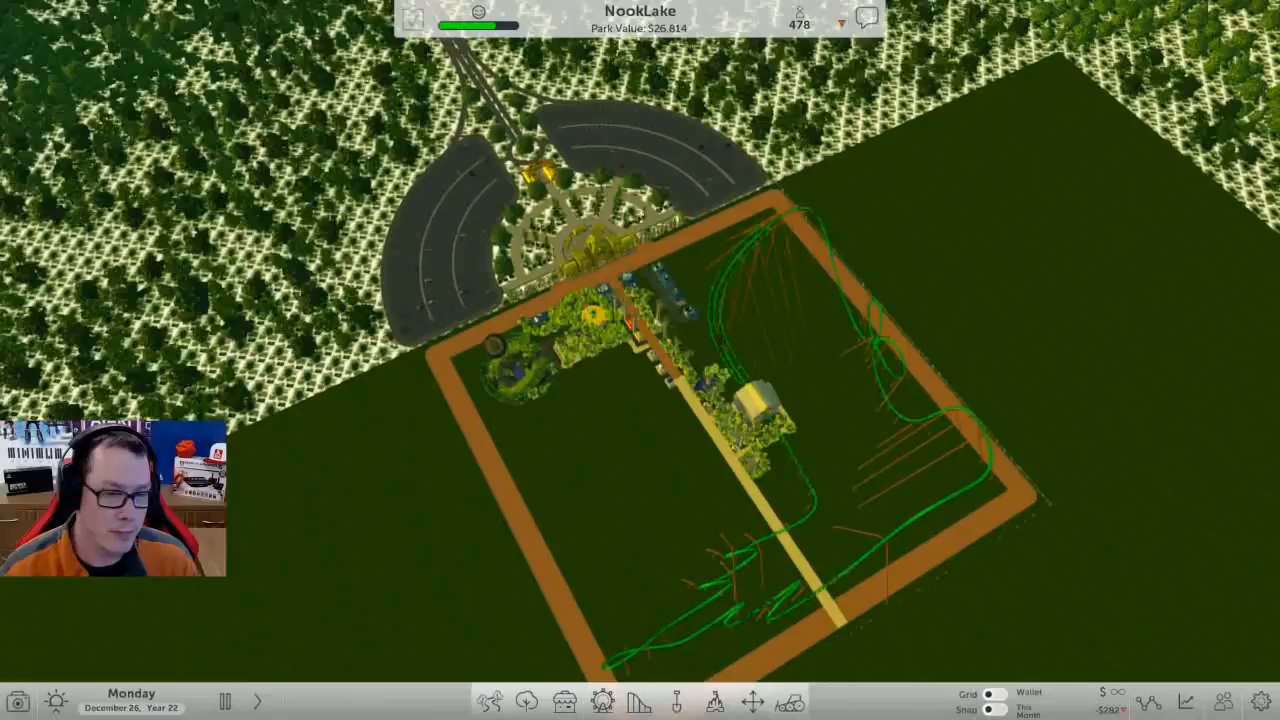 NookLake
Park Value: $26.814
478
Monday
December 26, Year 22
Grid
Snap
Wallet
This
Month
$ ∞
-$282